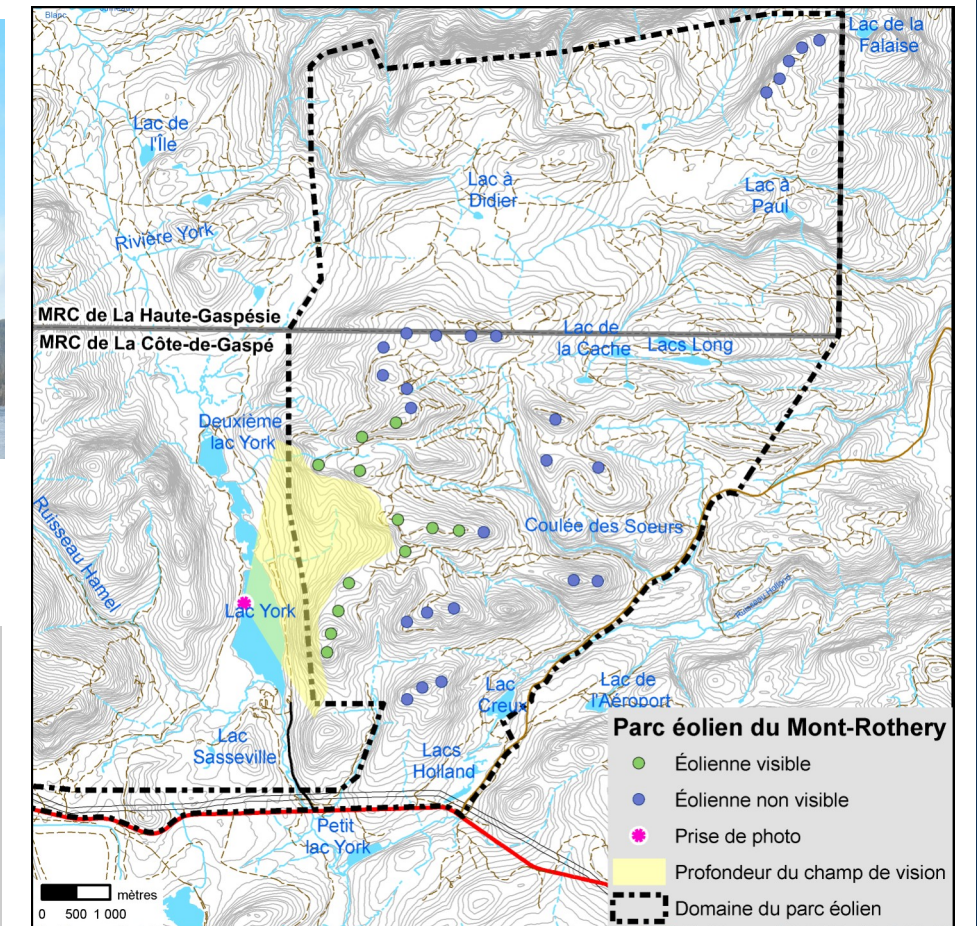 Blanc
Lac de la
Falaise
Lac de
l'Île
Lac à
Didier
Lac à
Paul
Rivière York
MRC de La Haute-Gaspésie
MRC de La Côte-de-Gaspé
Lac de
la Cache
Lacs Long
Deuxième
lac York
Coulée des Soeurs
Ruisseau Hamel
Lac York
Lac
Creux
Lac de
l'Aéroport
Lac
Sasseville
Lacs
Holland
Petit
lac York
Parc éolien du Mont-Rothery
Éolienne visible
Éolienne non visible
Prise de photo
Profondeur du champ de vision
Domaine du parc éolien
mètres
0 500 1 000